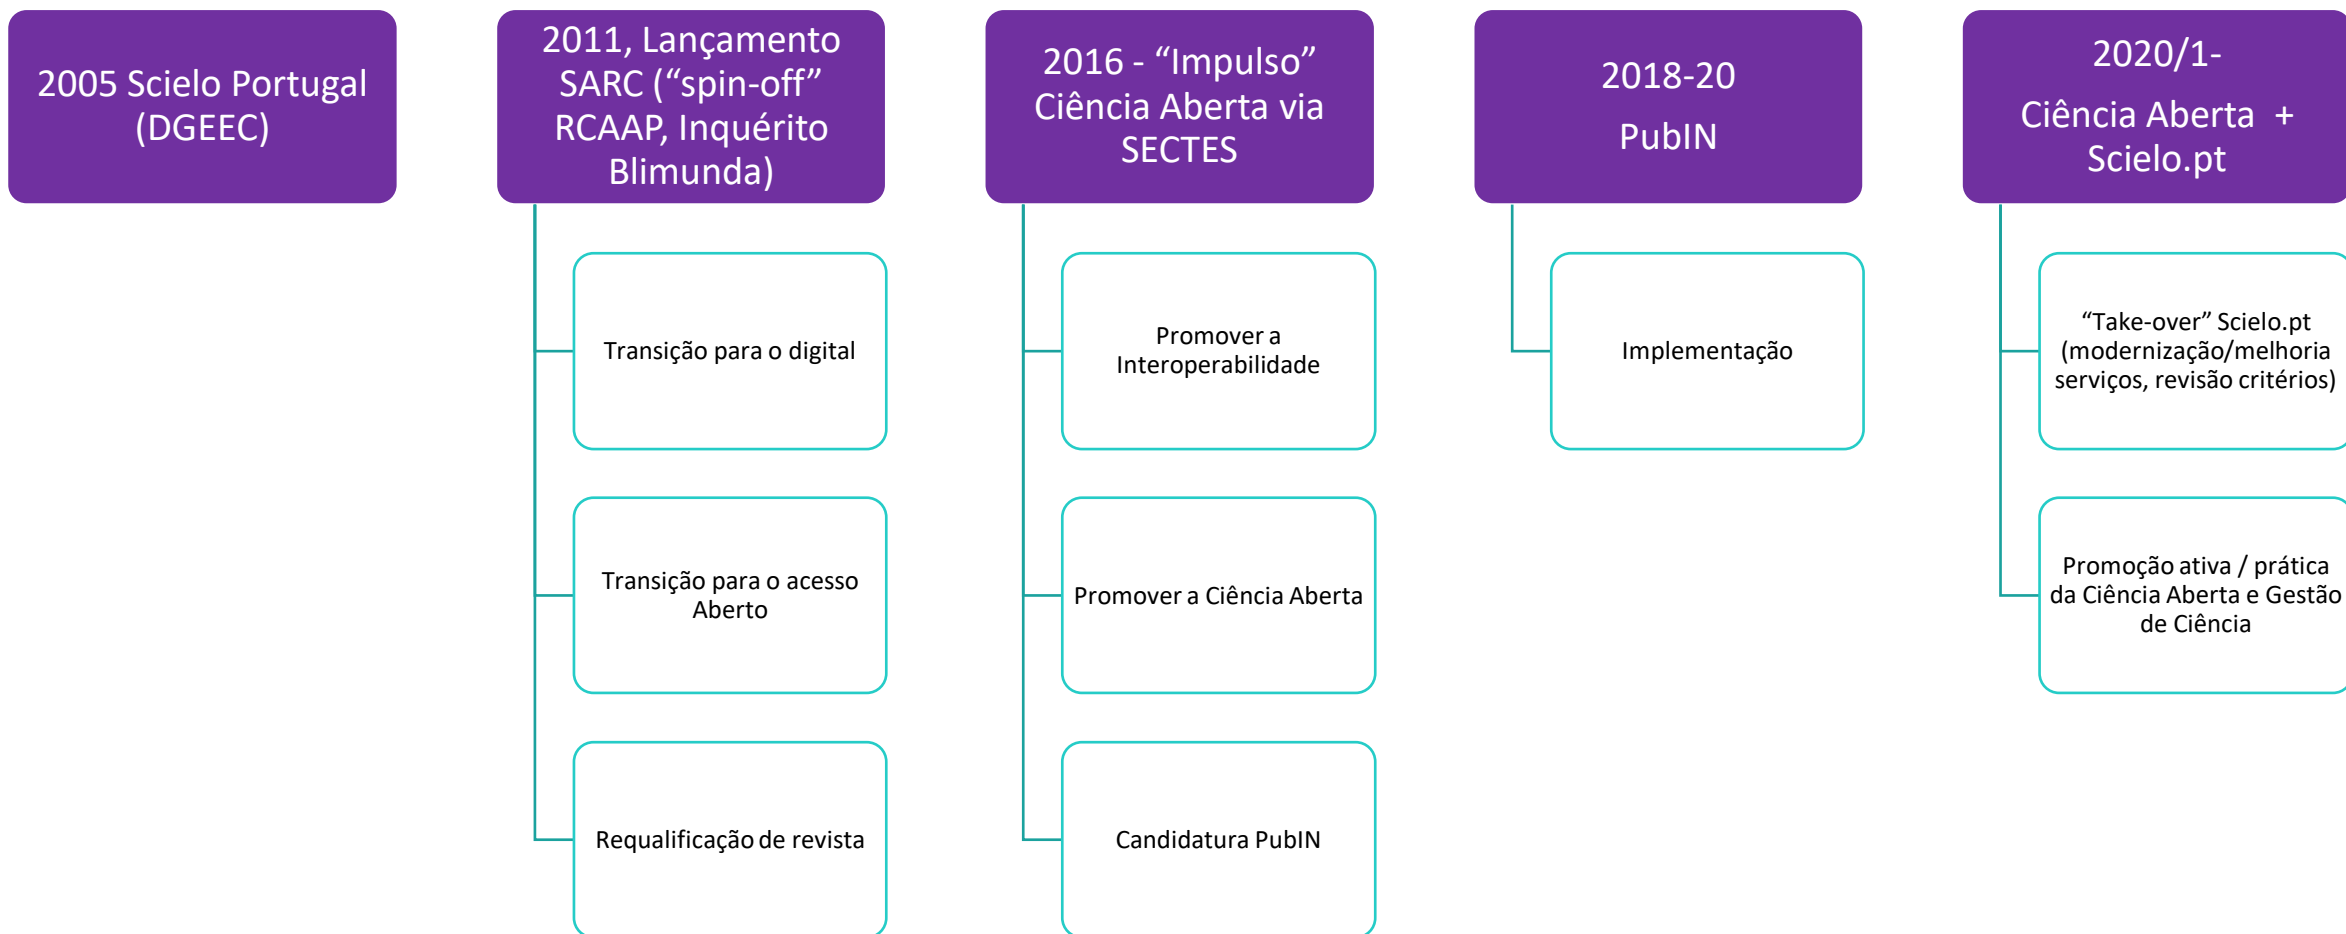 2005 Scielo Portugal
(DGEEC)
2011, Lançamento
SARC (“spin-off”
RCAAP, Inquérito
Blimunda)
Transição para o digital
Transição para o acesso
Aberto
Requalificação de revista
2016 - “Impulso”
Ciência Aberta via
SECTES
Promover a
Interoperabilidade
Promover a Ciência Aberta
Candidatura PubIN
2018-20
PubIN
Implementação
2020/1-
Ciência Aberta +
Scielo.pt
“Take-over” Scielo.pt
(modernização/melhoria
serviços, revisão critérios)
Promoção ativa / prática
da Ciência Aberta e Gestão
de Ciência